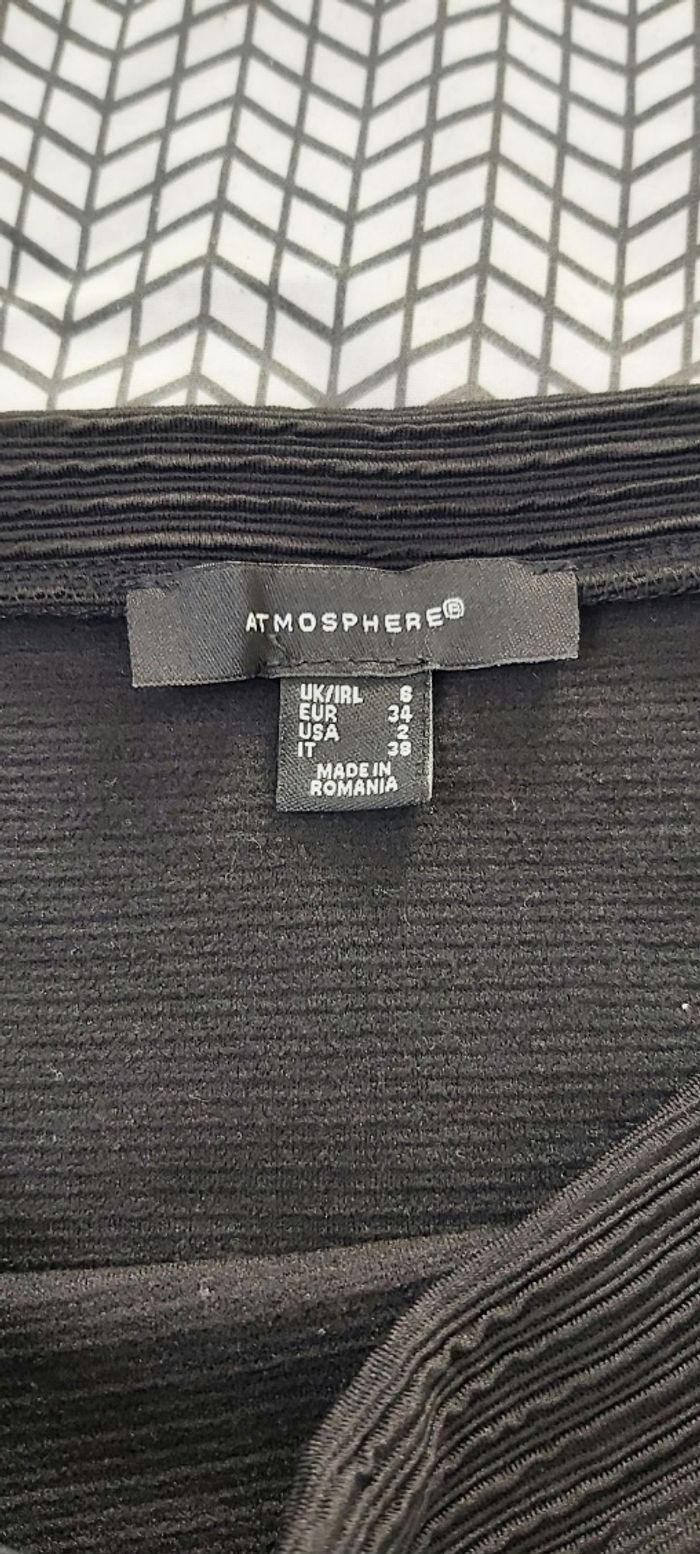 ATMOSPHERE®
UK/IRL 6
EUR 34
USA 2
IT 38
MADE IN
ROMANIA